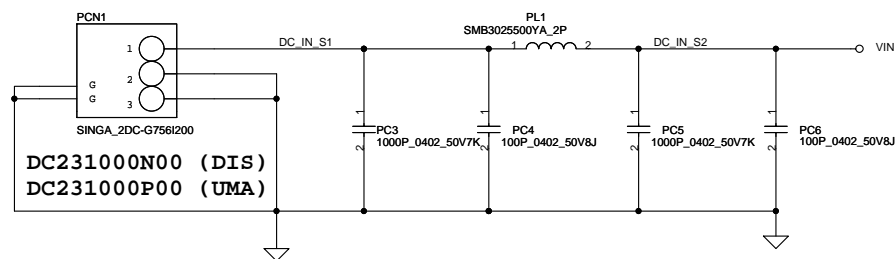 PCN1
1
2
3
G
G
SINGA_2DC-G756I200
DC231000N00 (DIS)
DC231000P00 (UMA)
DC_IN_S1
PL1
SMB3025500YA_2P
1
2
DC_IN_S2
VIN
1
2
PC3
1000P_0402_50V7K
1
2
PC4
100P_0402_50V8J
1
2
PC5
1000P_0402_50V7K
1
2
PC6
100P_0402_50V8J